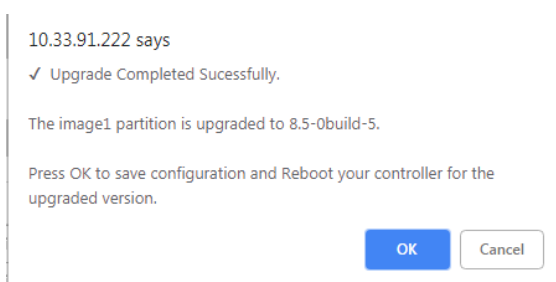 10.33.91.222 says
✓ Upgrade Completed Sucessfully.
The image1 partition is upgraded to 8.5-0build-5.
Press OK to save configuration and Reboot your controller for the
upgraded version.
OK
Cancel